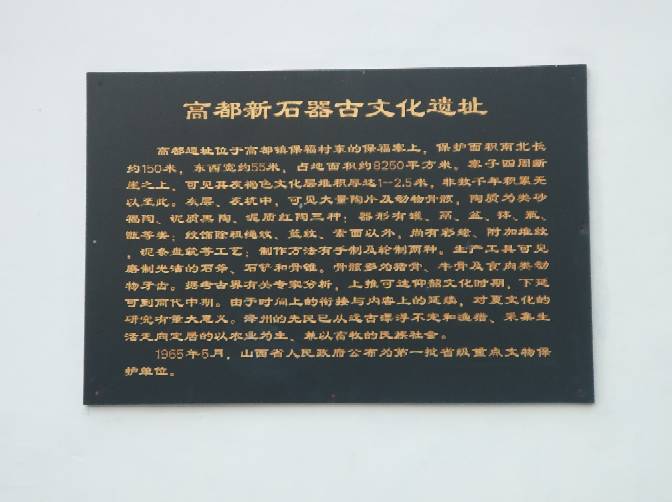 高都新石器古文化遗址
高都遗址位于高都镇保福村东的保福寨上，保护面积南北长
约150米，东西宽约55米，占地面积约8250平方米。寨子四周断
崖之上，可见其灰褐色文化层堆积厚达1—2.5米，非数千年积累无
以至此。灰层、灰坑中，可见大量陶片及动物骨骸，陶质为类砂
褐陶、泥质黑陶、泥质红陶三种；器形有罐、鬲、盆、钵、瓶、
等类；纹饰除粗绳纹、蓝纹、素面以外，尚有彩绘、附加堆纹
，泥条盘筑等工艺；制作方法有手制及轮制两种。生产工具可见
磨制光洁的石斧、石铲和骨锥。骨骸多为猪骨、牛骨及食肉类动
物牙齿。据考古界有关专家分析，上推可达仰韶文化时期，下延
可到商代中期。由于时间上的衔接与内容上的延续，对夏文化的
研究有重大意义。泽州的先民已从远古漂浮不定和渔猎、采集生
活走向定居的以农业为主、兼以畜牧的民族社会。
1965年5月，山西省人民政府公布为第一批省级重点文物保
护单位。